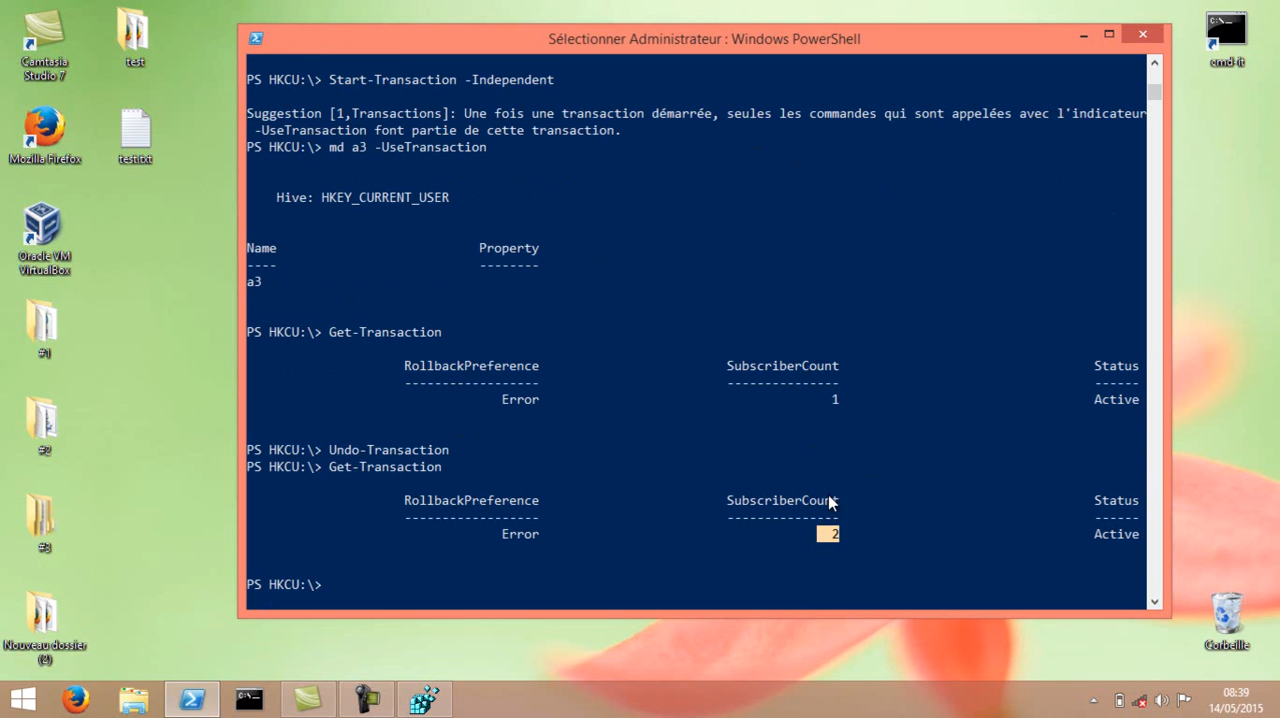 Camtasia
Studio 7
test
Mozilla Firefox
test.txt
Oracle VM
VirtualBox
#1
#2
#3
Nouveau dossier
(2)
Sélectionner Administrateur : Windows PowerShell
PS HKCU:\> Start-Transaction -Independent
Suggestion [1,Transactions]: Une fois une transaction démarrée, seules les commandes qui sont appelées avec l'indicateur
-UseTransaction font partie de cette transaction.
PS HKCU:\> md a3 -UseTransaction
Hive: HKEY_CURRENT_USER
Name Property
---- --------
a3
PS HKCU:\> Get-Transaction
RollbackPreference SubscriberCount Status
------------------ --------------- ------
Error 1 Active
PS HKCU:\> Undo-Transaction
PS HKCU:\> Get-Transaction
RollbackPreference SubscriberCount Status
------------------ --------------- ------
Error 2 Active
PS HKCU:\>
C:\_
cmd-it
Corbeille
C:\_
08:39
14/05/2015